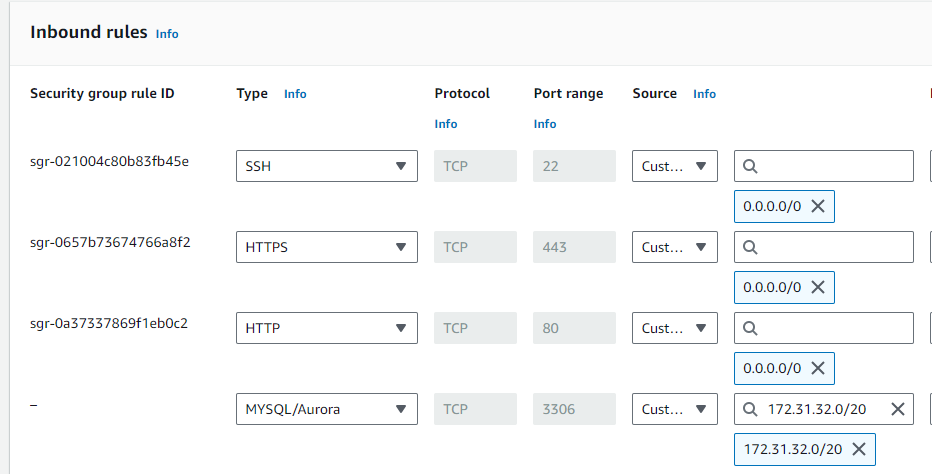 Inbound rules Info
Security group rule ID Type Info Protocol Info Port range Info Source Info
sgr-021004c80b83fb45e SSH TCP 22 Cust...
0.0.0.0/0
sgr-0657b73674766a8f2 HTTPS TCP 443 Cust...
0.0.0.0/0
sgr-0a37337869f1eb0c2 HTTP TCP 80 Cust...
0.0.0.0/0
– MYSQL/Aurora TCP 3306 Cust... 172.31.32.0/20
172.31.32.0/20